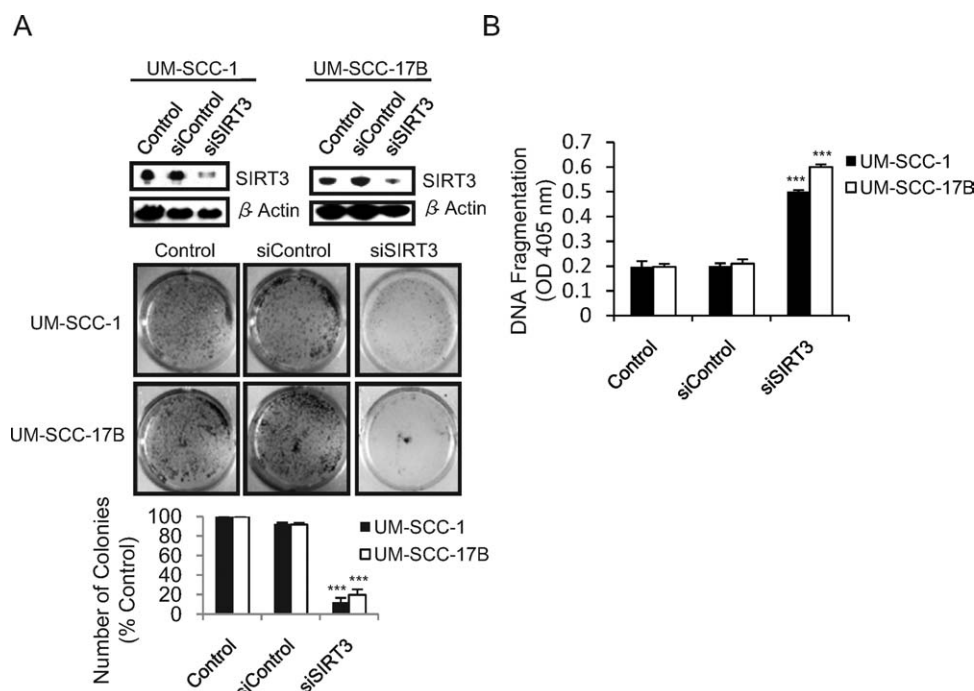 A
UM-SCC-1 UM-SCC-17B
Control siControl siSIRT3 Control siControl siSIRT3
SIRT3 SIRT3
β- Actin β- Actin
Control siControl siSIRT3
UM-SCC-1
UM-SCC-17B
Number of Colonies
(% Control)
100
80
60
40
20
0
*** ***
UM-SCC-1
UM-SCC-17B
Control siControl siSIRT3
B
DNA Fragmentation
(OD 405 nm)
0.7
0.6
0.5
0.4
0.3
0.2
0.1
0
*** ***
UM-SCC-1
UM-SCC-17B
Control siControl siSIRT3